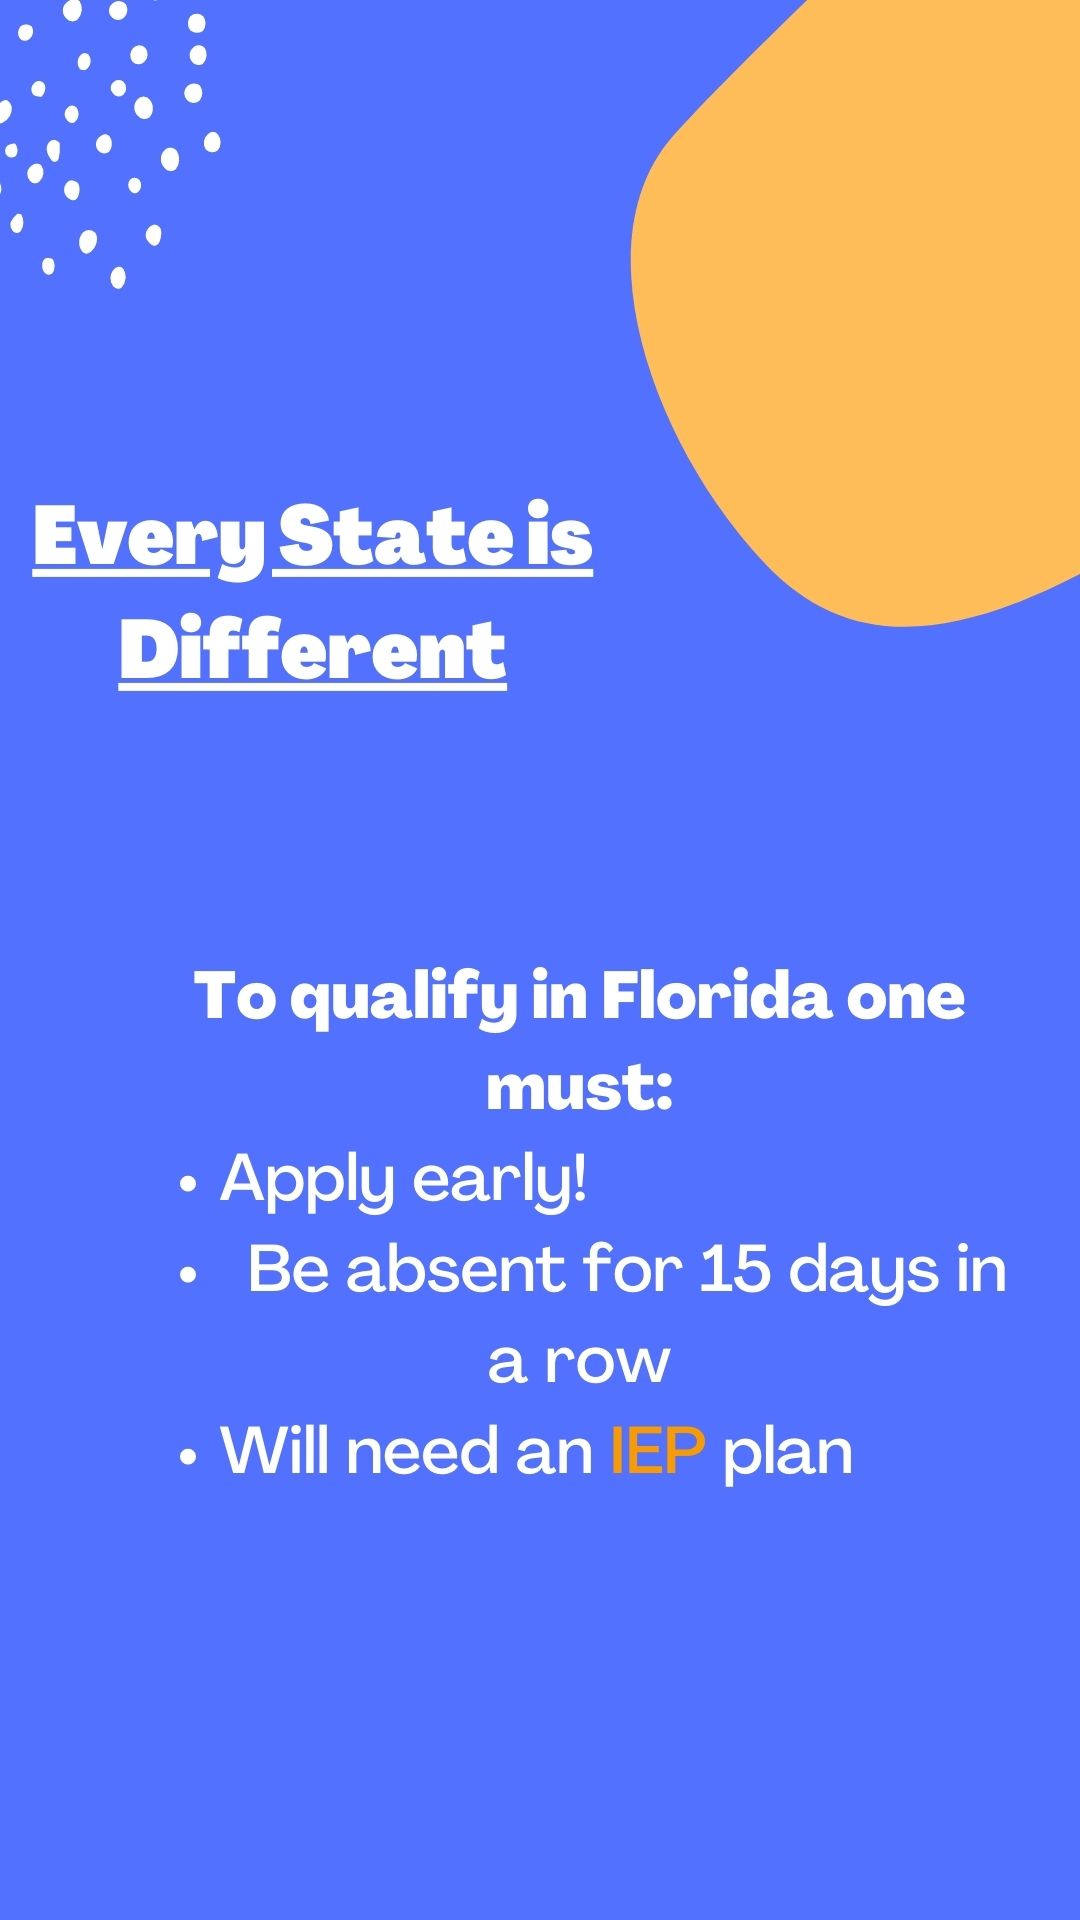 Every State is
Different
To qualify in Florida one
must:
• Apply early!
• Be absent for 15 days in
a row
• Will need an IEP plan